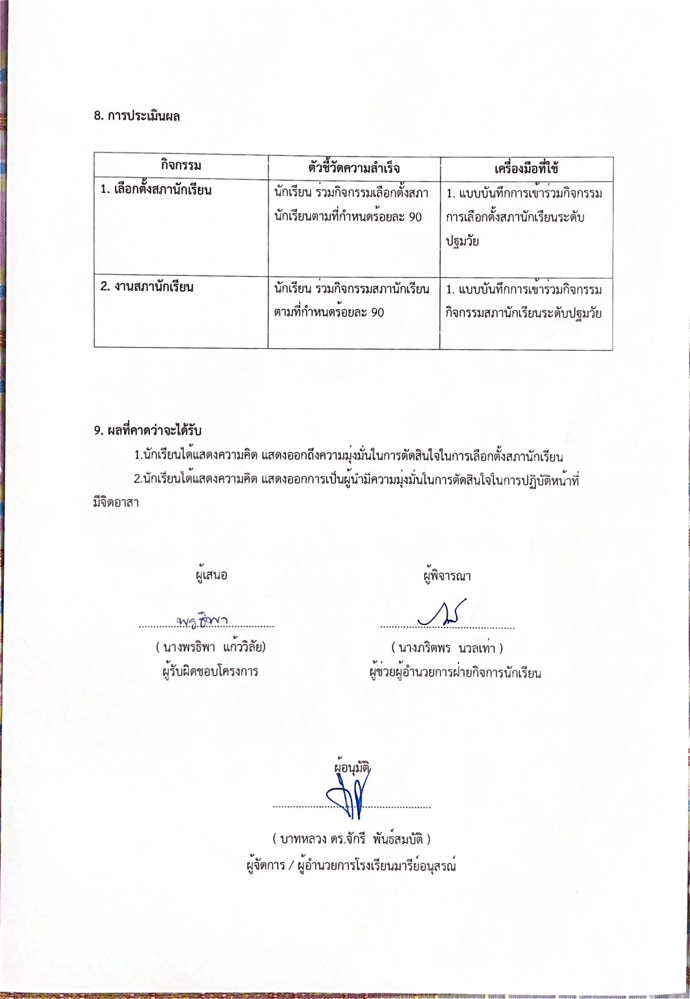 8. การประเมินผล
กิจกรรม ตัวชี้วัดความสำเร็จ เครื่องมือที่ใช้
1. เลือกตั้งสภานักเรียน นักเรียน ร่วมกิจกรรมเลือกตั้งสภา 1. แบบบันทึกการเข้าร่วมกิจกรรม
นักเรียนตามที่กำหนดร้อยละ 90 การเลือกตั้งสภานักเรียนระดับ
ปฐมวัย
2. งานสภานักเรียน นักเรียน ร่วมกิจกรรมสภานักเรียน 1. แบบบันทึกการเข้าร่วมกิจกรรม
ตามที่กำหนดร้อยละ 90 กิจกรรมสภานักเรียนระดับปฐมวัย
9. ผลที่คาดว่าจะได้รับ
1.นักเรียนได้แสดงความคิด แสดงออกถึงความมุ่งมั่นในการตัดสินใจในการเลือกตั้งสภานักเรียน
2.นักเรียนได้แสดงความคิด แสดงออกการเป็นผู้นำมีความมุ่งมั่นในการตัดสินใจในการปฏิบัติหน้าที่
มีจิตอาสา
ผู้เสนอ ผู้พิจารณา
พรธิพา
( นางพรธิพา แก้ววิลัย) ( นางภริตพร นวลเท่า )
ผู้รับผิดชอบโครงการ ผู้ช่วยผู้อำนวยการฝ่ายกิจการนักเรียน
ผู้อนุมัติ
( บาทหลวง ดร.จักรี พันธ์สมบัติ )
ผู้จัดการ / ผู้อำนวยการโรงเรียนมารีย์อนุสรณ์